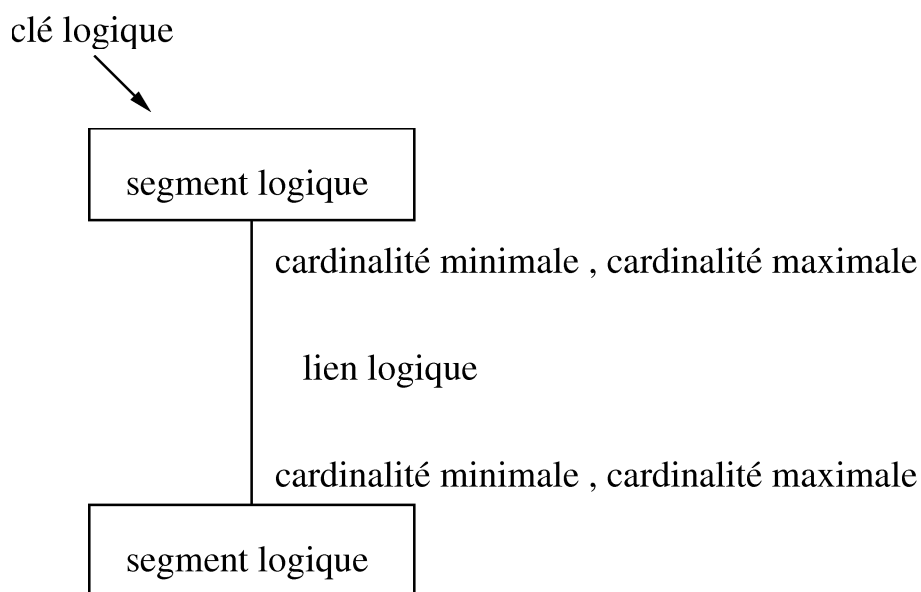 clé logique
segment logique
cardinalité minimale , cardinalité maximale
lien logique
cardinalité minimale , cardinalité maximale
segment logique